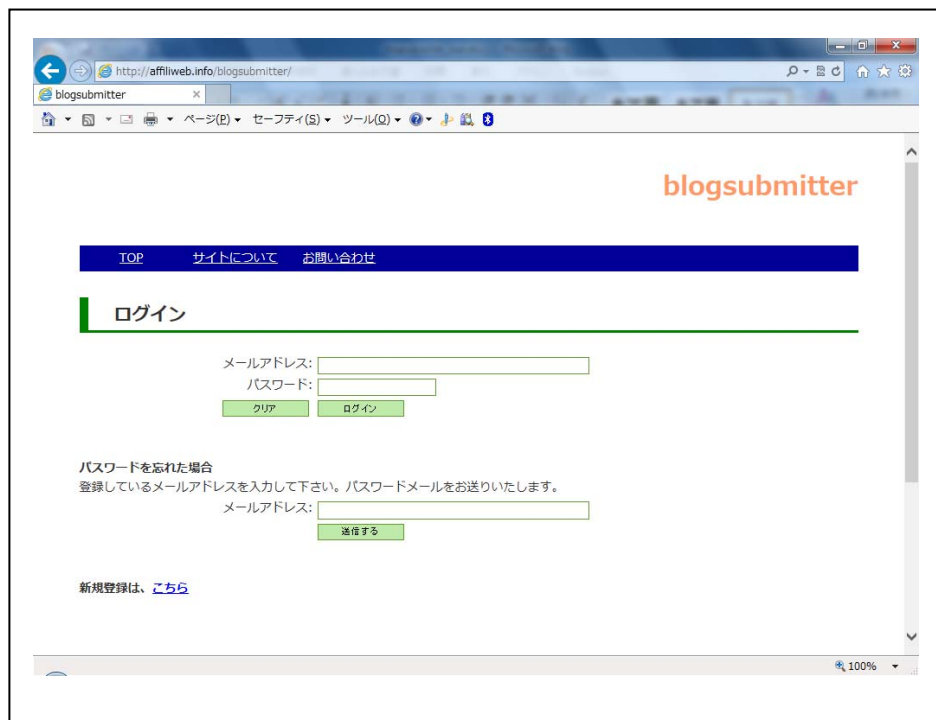 http://affiliweb.info/blogsubmitter/
blogsubmitter
ページ(P) セーフティ(S) ツール(O)
blogsubmitter
TOP サイトについて お問い合わせ
ログイン
メールアドレス:
パスワード:
クリア ログイン
パスワードを忘れた場合
登録しているメールアドレスを入力して下さい。パスワードメールをお送りいたします。
メールアドレス:
送信する
新規登録は、こちら
100%